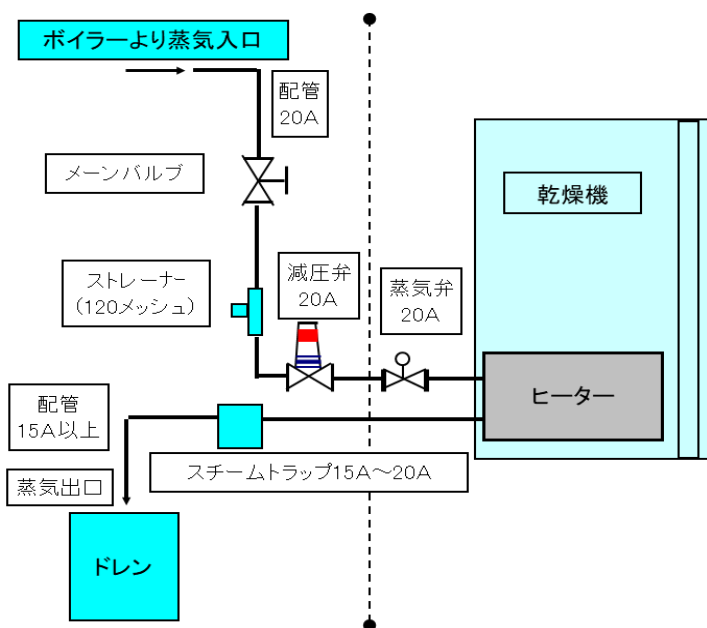 ボイラーより蒸気入口
配管
20A
メーンバルブ
乾燥機
ストレーナー
(120メッシュ)
減圧弁
20A
蒸気弁
20A
ヒーター
配管
15A以上
スチームトラップ15A～20A
蒸気出口
ドレン